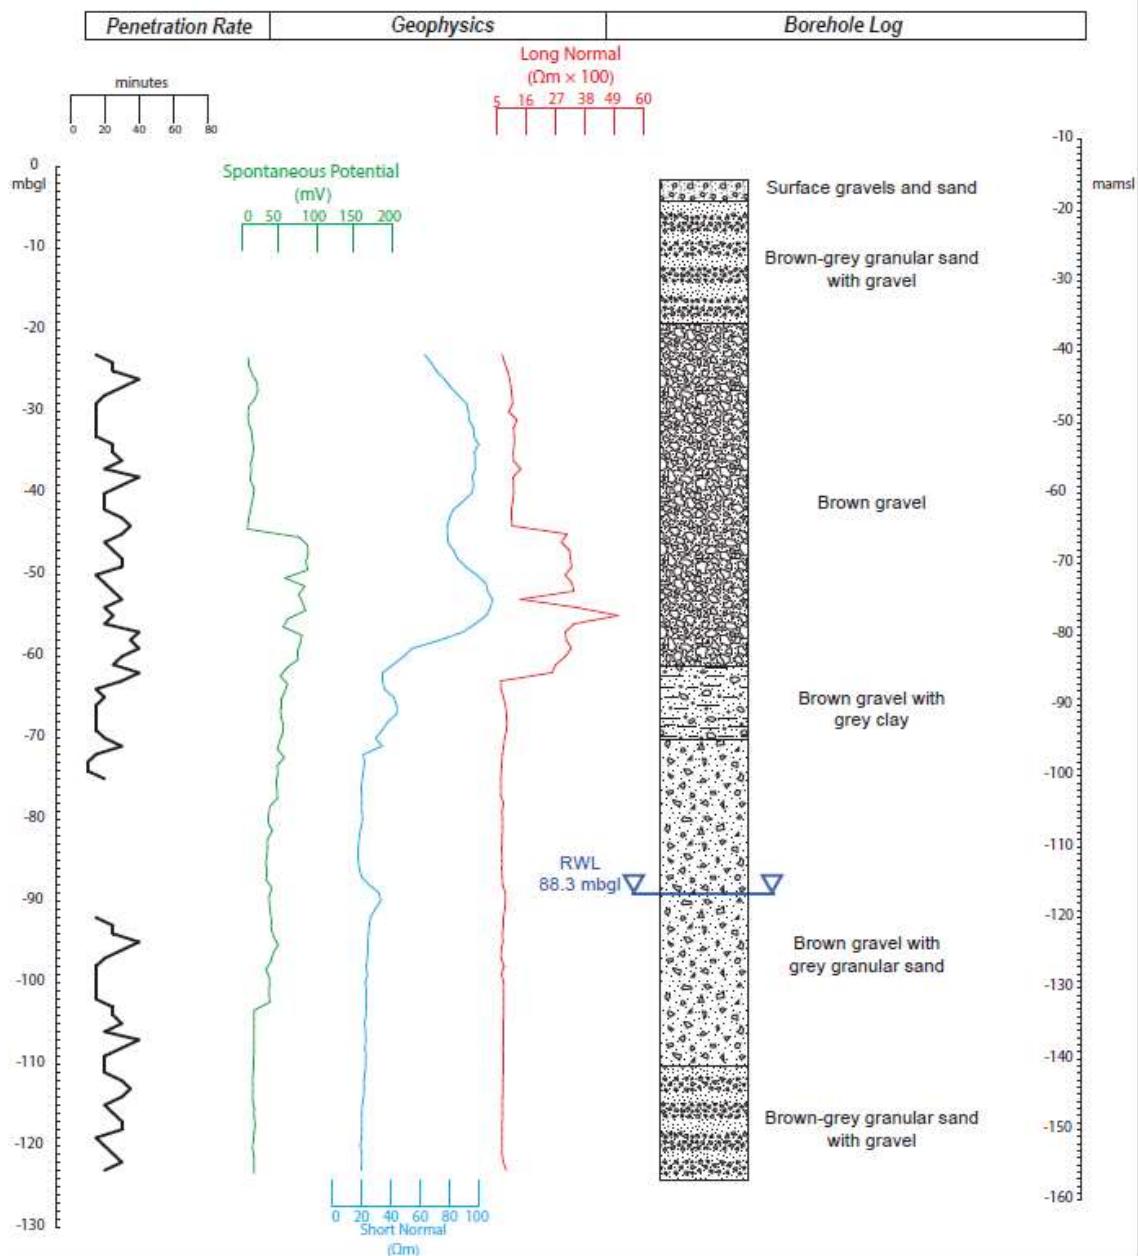 Penetration Rate Geophysics Borehole Log
Long Normal
(Ωm × 100)
5 16 27 38 49 60
minutes
0 20 40 60 80
Spontaneous Potential
(mV)
0 50 100 150 200
0
mbgl
-10
-20
-30
-40
-50
-60
-70
-80
-90
-100
-110
-120
-130
Surface gravels and sand
Brown-grey granular sand
with gravel
Brown gravel
Brown gravel with
grey clay
RWL
88.3 mbgl
Brown gravel with
grey granular sand
Brown-grey granular sand
with gravel
-10
mamsl
-20
-30
-40
-50
-60
-70
-80
-90
-100
-110
-120
-130
-140
-150
-160
0 20 40 60 80 100
Short Normal
(Ωm)